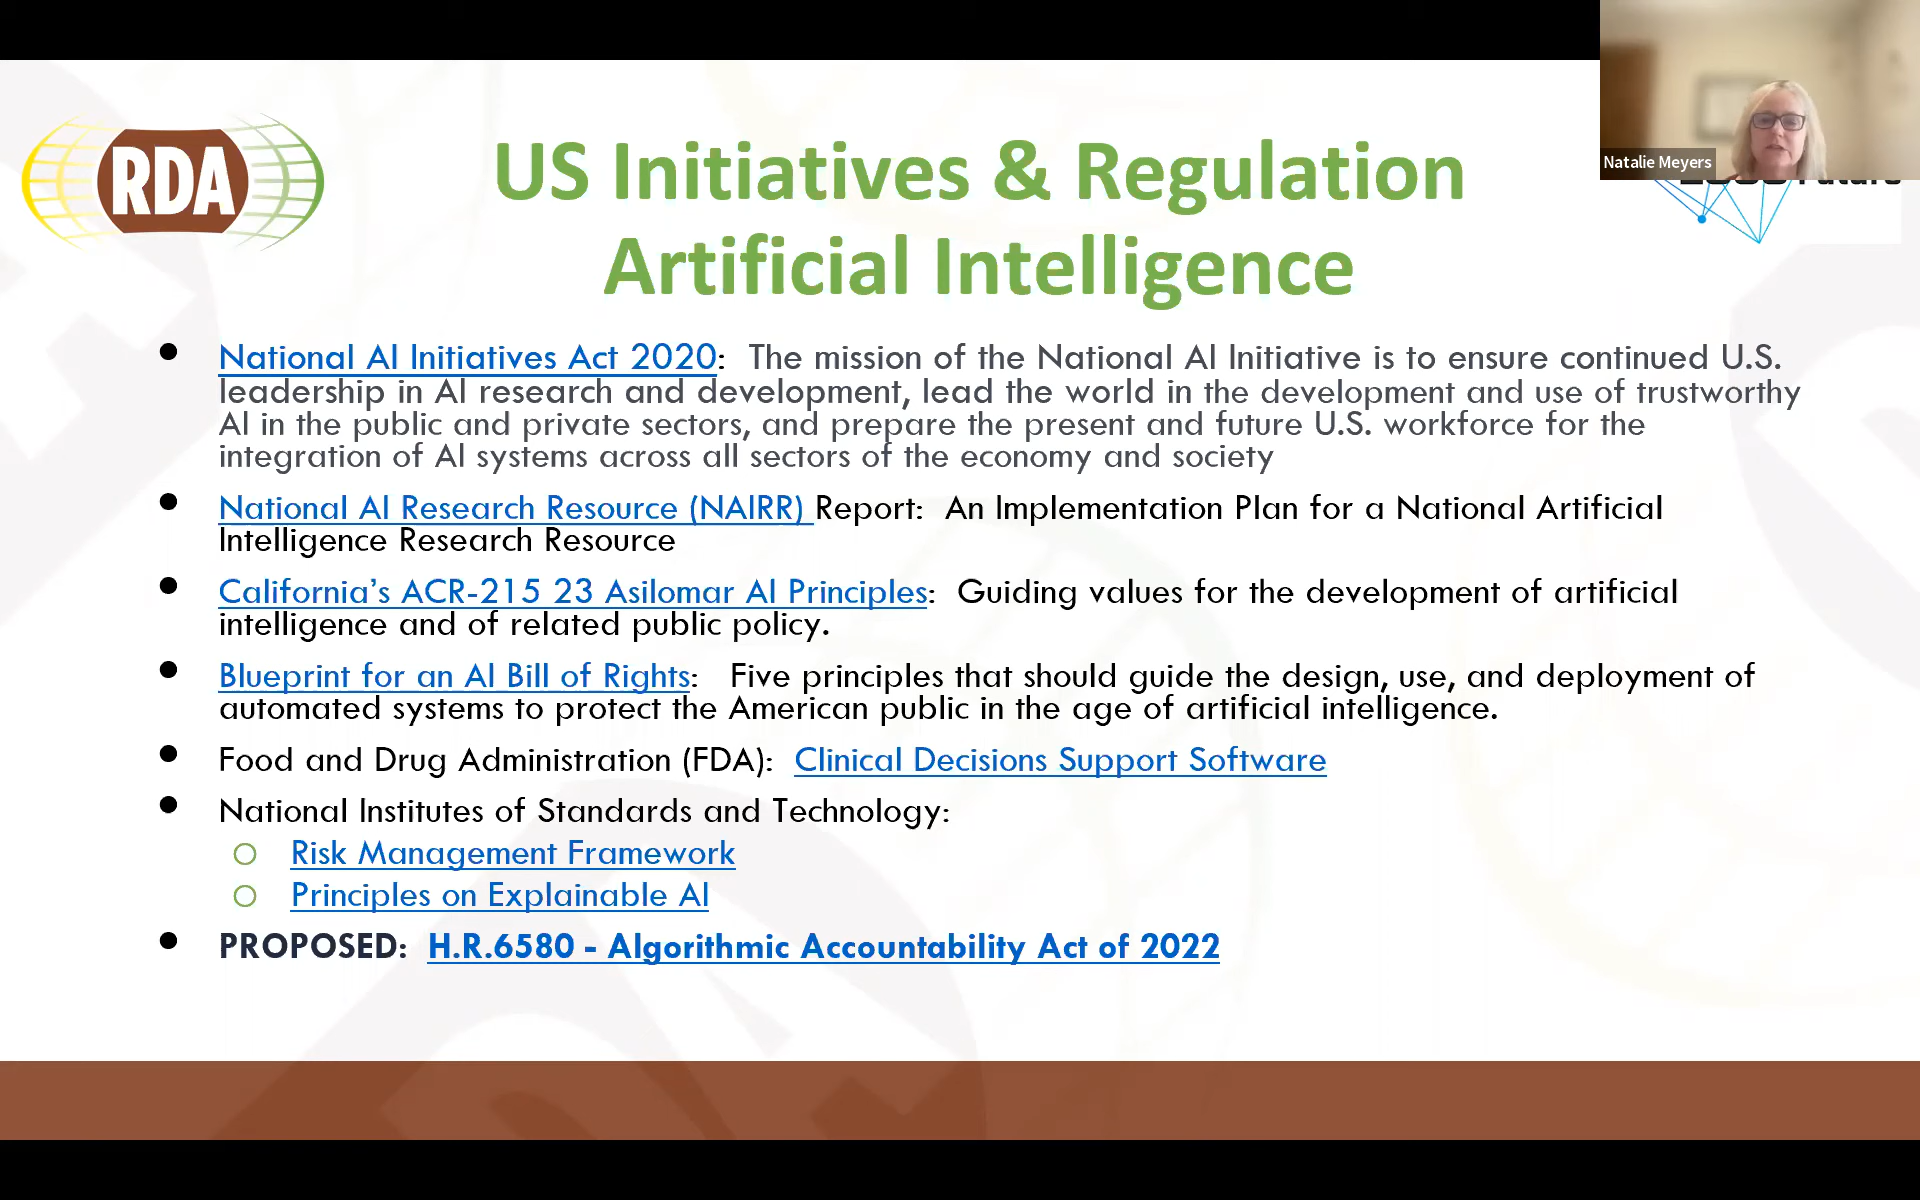 RDA
US Initiatives & Regulation
Artificial Intelligence
Natalie Meyers
Future
National AI Initiatives Act 2020: The mission of the National AI Initiative is to ensure continued U.S.
leadership in AI research and development, lead the world in the development and use of trustworthy
AI in the public and private sectors, and prepare the present and future U.S. workforce for the
integration of AI systems across all sectors of the economy and society
National AI Research Resource (NAIRR) Report: An Implementation Plan for a National Artificial
Intelligence Research Resource
California's ACR-215 23 Asilomar AI Principles: Guiding values for the development of artificial
intelligence and of related public policy.
Blueprint for an AI Bill of Rights: Five principles that should guide the design, use, and deployment of
automated systems to protect the American public in the age of artificial intelligence.
Food and Drug Administration (FDA): Clinical Decisions Support Software
National Institutes of Standards and Technology:
Risk Management Framework
Principles on Explainable AI
PROPOSED: H.R.6580 - Algorithmic Accountability Act of 2022